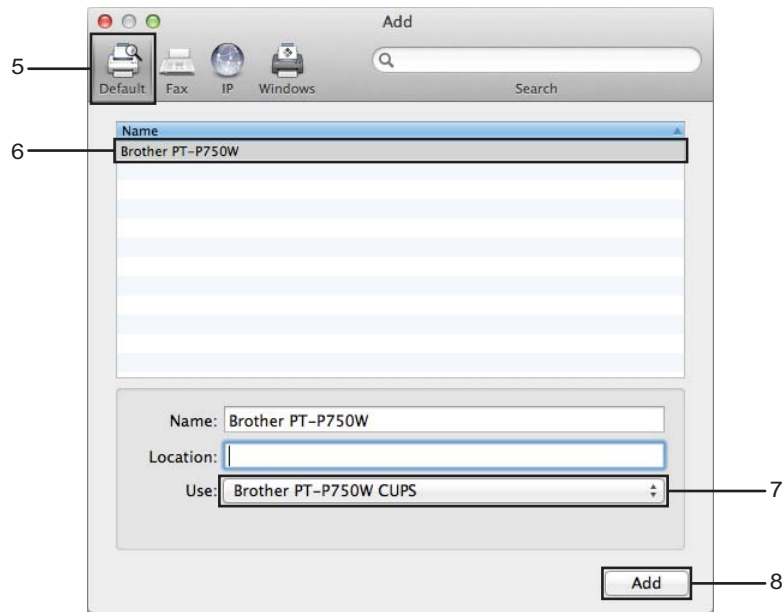 Add
5
Default Fax IP Windows Search
Name
6
Brother PT-P750W
Name: Brother PT-P750W
Location:
Use: Brother PT-P750W CUPS
7
Add
8